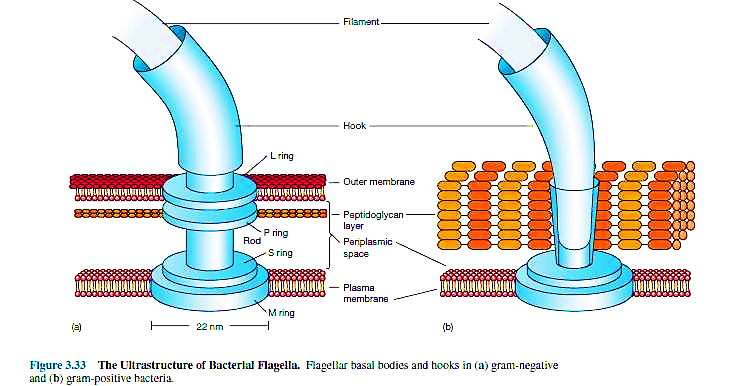 Filament
Hook
L ring
Outer membrane
Peptidoglycan
layer
P ring
Rod
Periplasmic
space
S ring
Plasma
membrane
M ring
(a)
22 nm
(b)
Figure 3.33 The Ultrastructure of Bacterial Flagella. Flagellar basal bodies and hooks in (a) gram-negative
and (b) gram-positive bacteria.